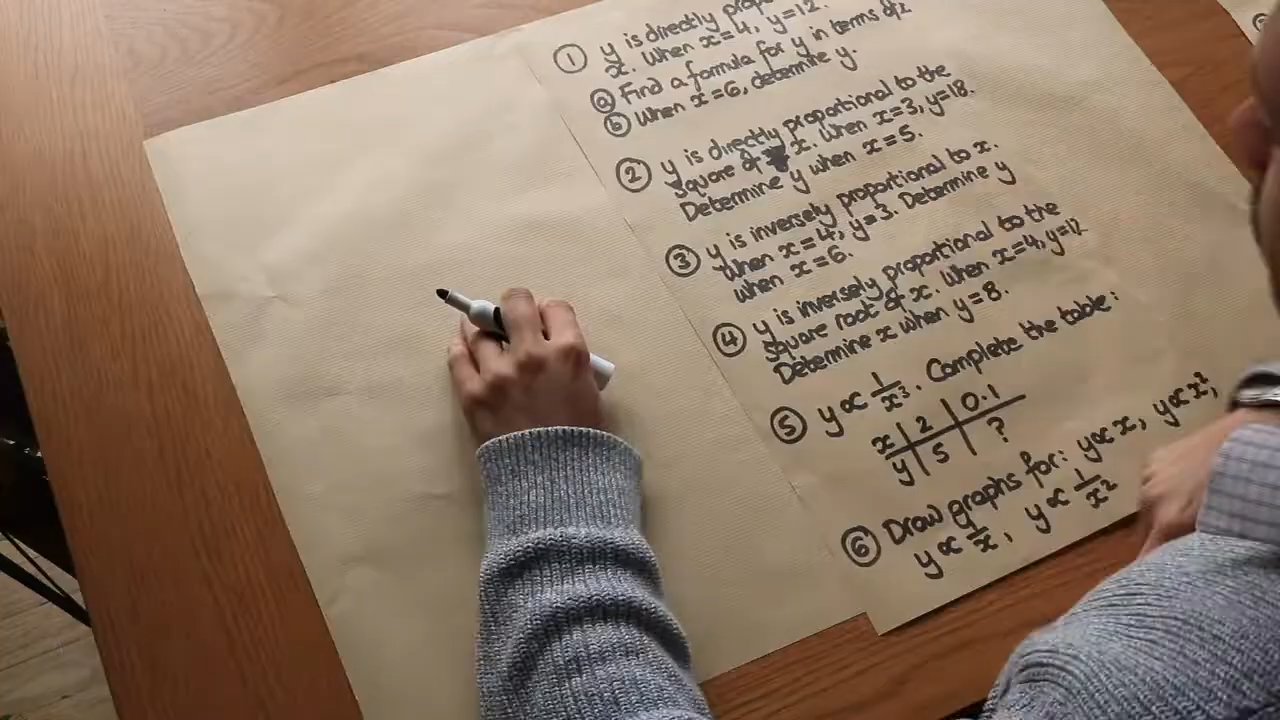 ① y is directly
x. When x=4, y=12.
ⓐ Find a formula for y in terms of x
ⓑ When x=6, determine y.
② y is directly proportional to the
square of x. When x=3, y=18.
Determine y when x=5.
③ y is inversely proportional to x.
When x=4, y=3. Determine y
when x=6.
④ y is inversely proportional to the
square root of x. When x=4, y=12
Determine x when y=8.
⑤ y ∝ 1/x³. Complete the table:
x | 2 | 0.1
y | 5 | ?
⑥ Draw graphs for: y∝x, y∝x²,
y ∝ 1/x, y ∝ 1/x²